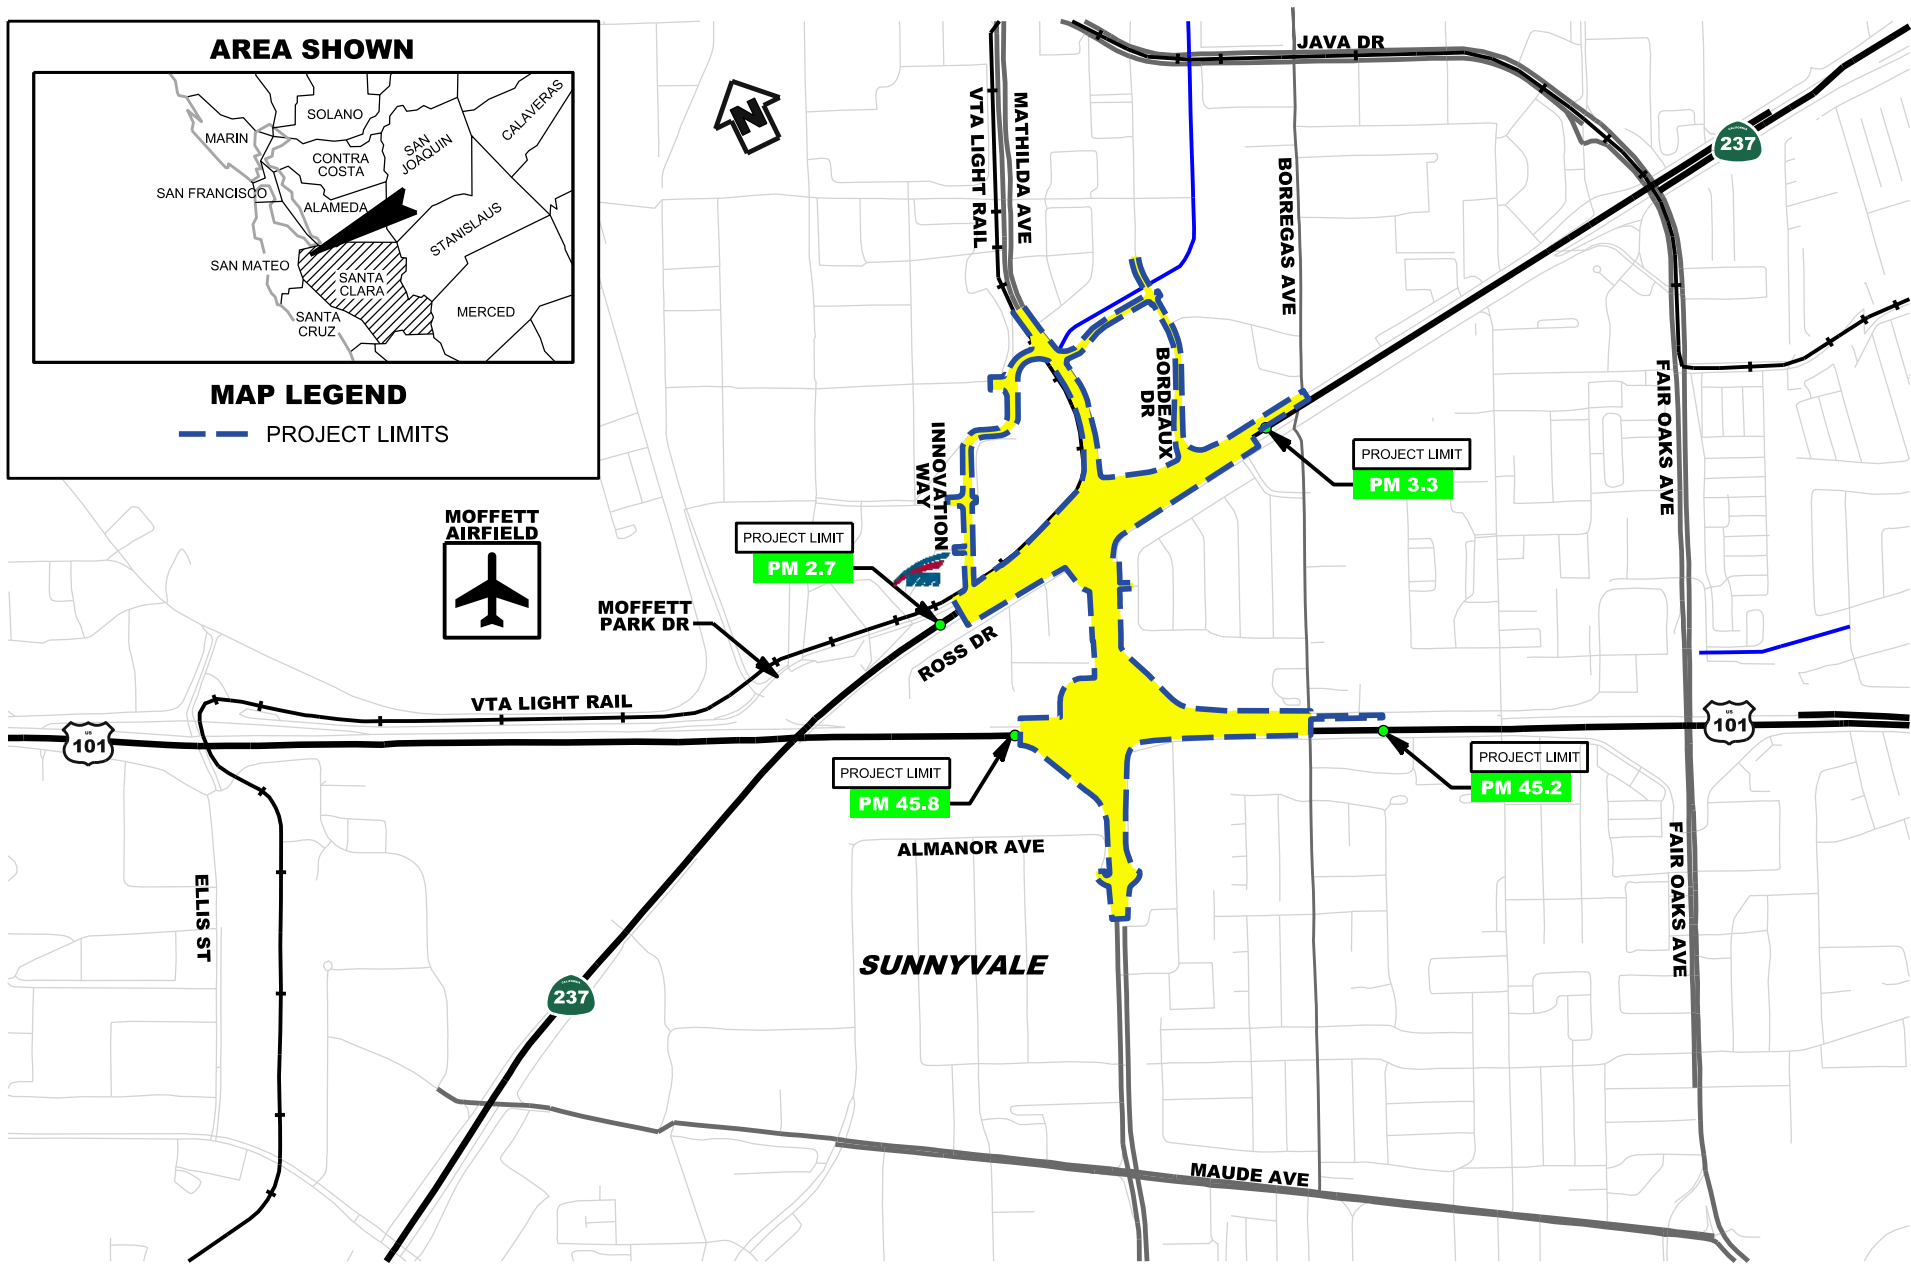 AREA SHOWN
SOLANO
MARIN
CALAVERAS
SAN
JOAQUIN
CONTRA
COSTA
SAN FRANCISCO
ALAMEDA
STANISLAUS
SAN MATEO
SANTA
CLARA
SANTA
CRUZ
MERCED
MAP LEGEND
PROJECT LIMITS
N
VTA LIGHT RAIL
MATHILDA AVE
JAVA DR
BORREGAS AVE
CALIFORNIA
237
BORDEAUX
DR
FAIR OAKS AVE
INNOVATION
WAY
PROJECT LIMIT
PM 3.3
MOFFETT
AIRFIELD
PROJECT LIMIT
PM 2.7
MOFFETT
PARK DR
ROSS DR
VTA LIGHT RAIL
US
101
US
101
PROJECT LIMIT
PM 45.8
PROJECT LIMIT
PM 45.2
ALMANOR AVE
ELLIS ST
FAIR OAKS AVE
SUNNYVALE
CALIFORNIA
237
MAUDE AVE